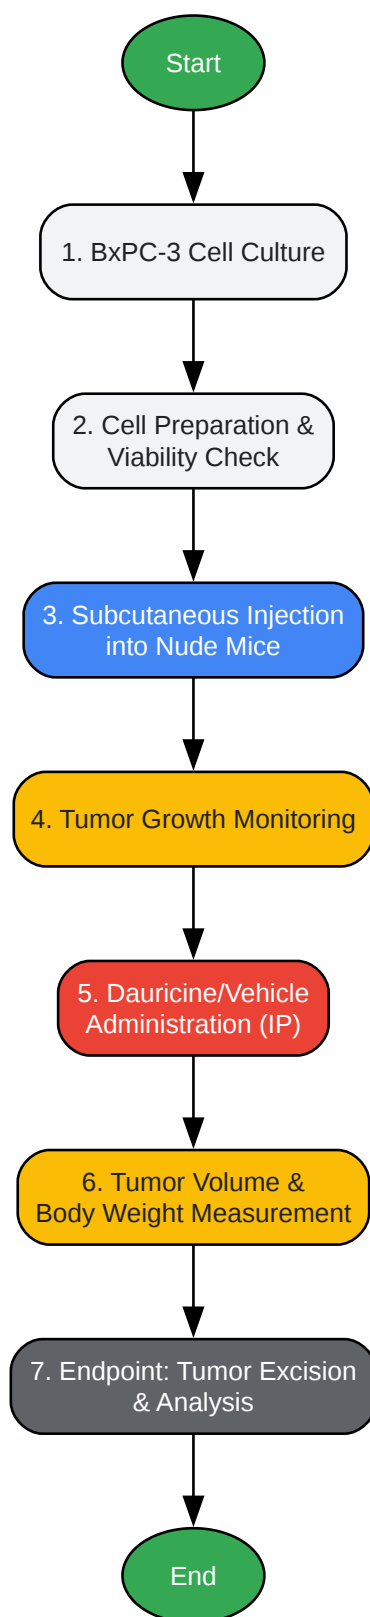 Start
1. BxPC-3 Cell Culture
2. Cell Preparation &
Viability Check
3. Subcutaneous Injection
into Nude Mice
4. Tumor Growth Monitoring
5. Dauricine/Vehicle
Administration (IP)
6. Tumor Volume &
Body Weight Measurement
7. Endpoint: Tumor Excision
& Analysis
End